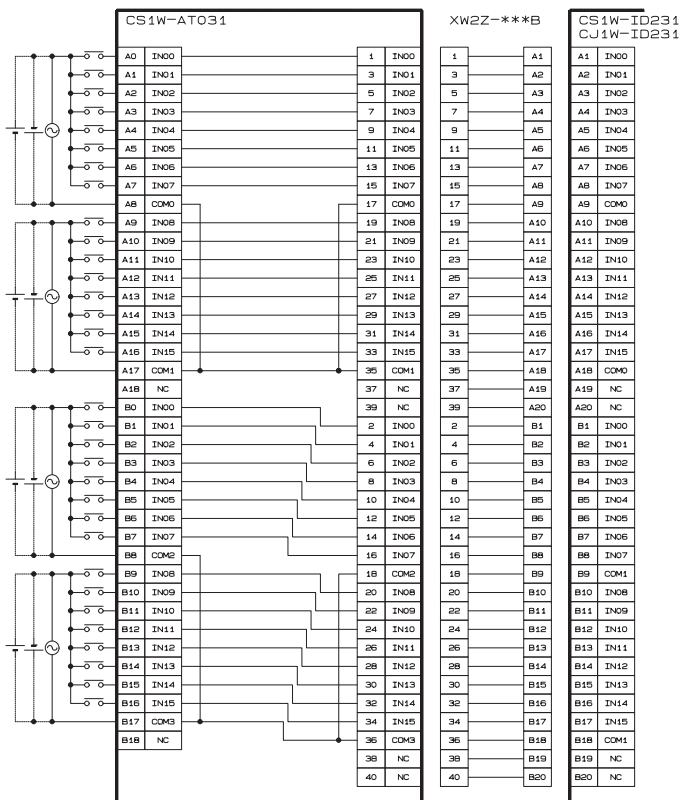 CS1W-AT031 XW2Z-***B CS1W-ID231
CJ1W-ID231
A0 IN00 1 IN00 1 A1 A1 IN00
A1 IN01 3 IN01 3 A2 A2 IN01
A2 IN02 5 IN02 5 A3 A3 IN02
A3 IN03 7 IN03 7 A4 A4 IN03
A4 IN04 9 IN04 9 A5 A5 IN04
A5 IN05 11 IN05 11 A6 A6 IN05
A6 IN06 13 IN06 13 A7 A7 IN06
A7 IN07 15 IN07 15 A8 A8 IN07
A8 COM0 17 COM0 17 A9 A9 COM0
A9 IN08 19 IN08 19 A10 A10 IN08
A10 IN09 21 IN09 21 A11 A11 IN09
A11 IN10 23 IN10 23 A12 A12 IN10
A12 IN11 25 IN11 25 A13 A13 IN11
A13 IN12 27 IN12 27 A14 A14 IN12
A14 IN13 29 IN13 29 A15 A15 IN13
A15 IN14 31 IN14 31 A16 A16 IN14
A16 IN15 33 IN15 33 A17 A17 IN15
A17 COM1 35 COM1 35 A18 A18 COM0
A18 NC 37 NC 37 A19 A19 NC
B0 IN00 39 NC 39 A20 A20 NC
B1 IN01 2 IN00 2 B1 B1 IN00
B2 IN02 4 IN01 4 B2 B2 IN01
B3 IN03 6 IN02 6 B3 B3 IN02
B4 IN04 8 IN03 8 B4 B4 IN03
B5 IN05 10 IN04 10 B5 B5 IN04
B6 IN06 12 IN05 12 B6 B6 IN05
B7 IN07 14 IN06 14 B7 B7 IN06
B8 COM2 16 IN07 16 B8 B8 IN07
B9 IN08 18 COM2 18 B9 B9 COM1
B10 IN09 20 IN08 20 B10 B10 IN08
B11 IN10 22 IN09 22 B11 B11 IN09
B12 IN11 24 IN10 24 B12 B12 IN10
B13 IN12 26 IN11 26 B13 B13 IN11
B14 IN13 28 IN12 28 B14 B14 IN12
B15 IN14 30 IN13 30 B15 B15 IN13
B16 IN15 32 IN14 32 B16 B16 IN14
B17 COM3 34 IN15 34 B17 B17 IN15
B18 NC 36 COM3 36 B18 B18 COM1
38 NC 38 B19 B19 NC
40 NC 40 B20 B20 NC